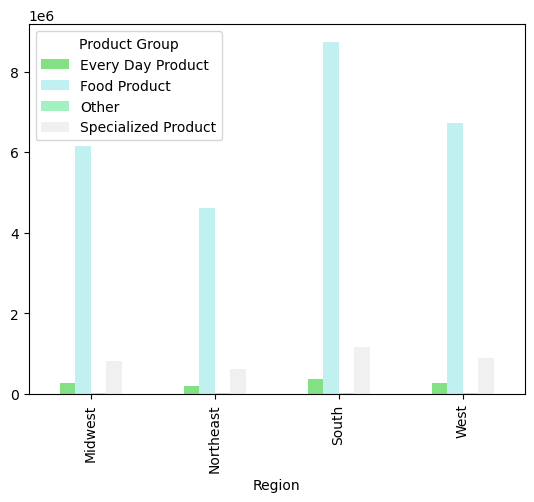 1e6
Product Group
Every Day Product
Food Product
Other
Specialized Product
8
6
4
2
0
Midwest
Northeast
South
West
Region